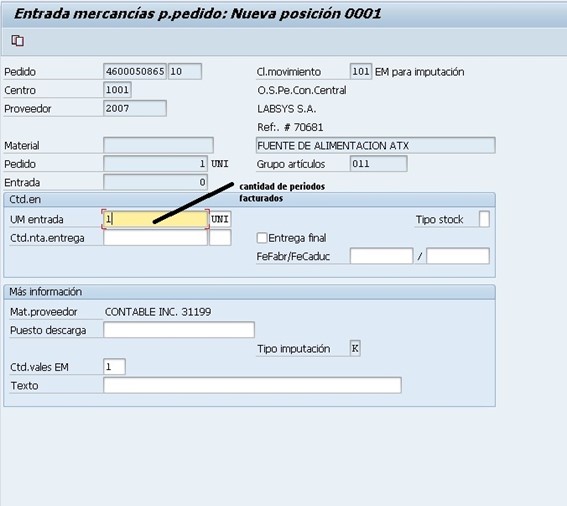 Entrada mercancías p.pedido: Nueva posición 0001
Pedido 4600050865 10 Cl.movimiento 101 EM para imputación
Centro 1001 O.S.Pe.Con.Central
Proveedor 2007 LABSYS S.A.
Ref:. # 70681
Material FUENTE DE ALIMENTACION ATX
Pedido 1 UNI Grupo artículos 011
Entrada 0
cantidad de periodos
facturados
Ctd.en
UM entrada 1 UNI Tipo stock
Ctd.nta.entrega Entrega final
FeFabr/FeCaduc /
Más información
Mat.proveedor CONTABLE INC. 31199
Puesto descarga
Tipo imputación K
Ctd.vales EM 1
Texto